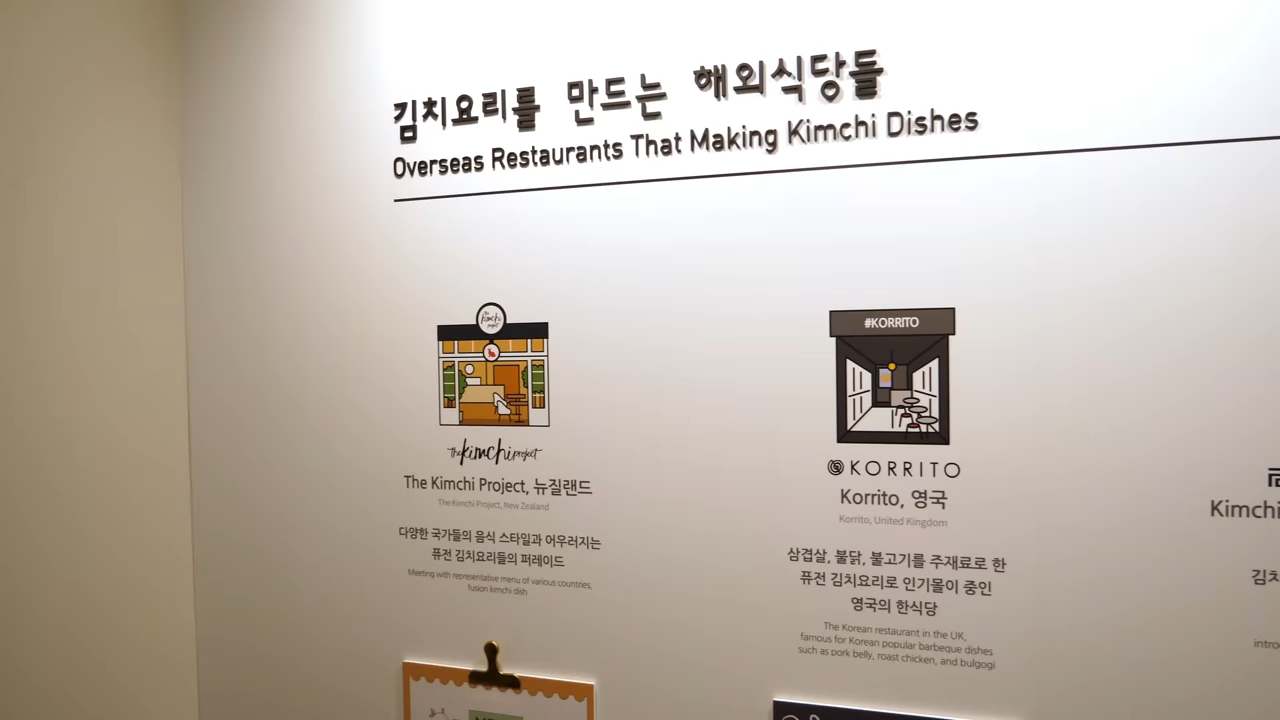 김치요리를 만드는 해외식당들
Overseas Restaurants That Making Kimchi Dishes
the kimchi project
#KORRITO
the kimchi project
KORRITO
The Kimchi Project, 뉴질랜드
The Kimchi Project, New Zealand
다양한 국가들의 음식 스타일과 어우러지는
퓨전 김치요리들의 퍼레이드
Meeting with representative menu of various countries,
fusion kimchi dish
Korrito, 영국
Korrito, United Kingdom
삼겹살, 불닭, 불고기를 주재료로 한
퓨전 김치요리로 인기몰이 중인
영국의 한식당
The Korean restaurant in the UK,
famous for Korean popular barbeque dishes
such as pork belly, roast chicken, and bulgogi
Kimchi
김치